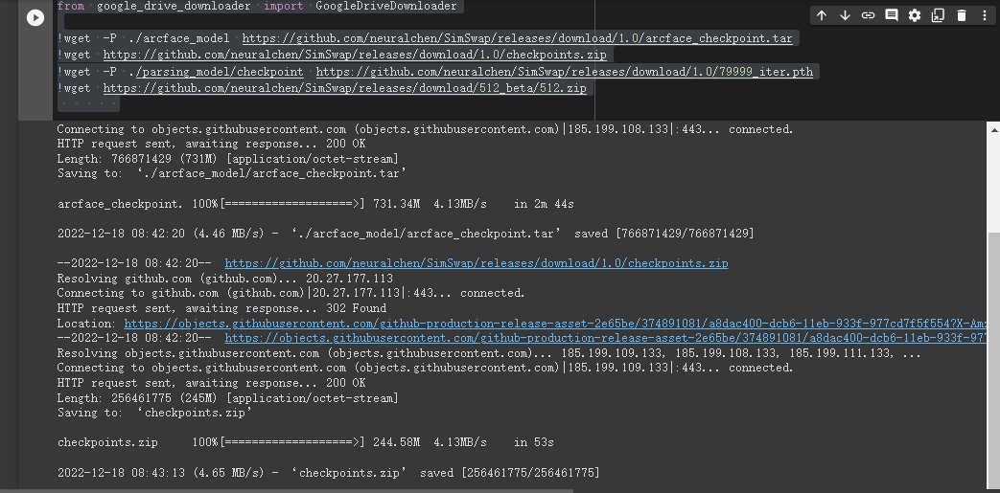 from google_drive_downloader import GoogleDriveDownloader
!wget -P ./arcface_model https://github.com/neuralchen/SimSwap/releases/download/1.0/arcface_checkpoint.tar
!wget https://github.com/neuralchen/SimSwap/releases/download/1.0/checkpoints.zip
!wget -P ./parsing_model/checkpoint https://github.com/neuralchen/SimSwap/releases/download/1.0/79999_iter.pth
!wget https://github.com/neuralchen/SimSwap/releases/download/512_beta/512.zip
Connecting to objects.githubusercontent.com (objects.githubusercontent.com)|185.199.108.133|:443... connected.
HTTP request sent, awaiting response... 200 OK
Length: 766871429 (731M) [application/octet-stream]
Saving to: ‘./arcface_model/arcface_checkpoint.tar’
arcface_checkpoint. 100%[===================>] 731.34M 4.13MB/s in 2m 44s
2022-12-18 08:42:20 (4.46 MB/s) - ‘./arcface_model/arcface_checkpoint.tar’ saved [766871429/766871429]
--2022-12-18 08:42:20-- https://github.com/neuralchen/SimSwap/releases/download/1.0/checkpoints.zip
Resolving github.com (github.com)... 20.27.177.113
Connecting to github.com (github.com)|20.27.177.113|:443... connected.
HTTP request sent, awaiting response... 302 Found
Location: https://objects.githubusercontent.com/github-production-release-asset-2e65be/374891081/a8dac400-dcb6-11eb-933f-977cd7f5f554?X-Am
--2022-12-18 08:42:20-- https://objects.githubusercontent.com/github-production-release-asset-2e65be/374891081/a8dac400-dcb6-11eb-933f-977
Resolving objects.githubusercontent.com (objects.githubusercontent.com)... 185.199.109.133, 185.199.108.133, 185.199.111.133, ...
Connecting to objects.githubusercontent.com (objects.githubusercontent.com)|185.199.109.133|:443... connected.
HTTP request sent, awaiting response... 200 OK
Length: 256461775 (245M) [application/octet-stream]
Saving to: ‘checkpoints.zip’
checkpoints.zip 100%[===================>] 244.58M 4.13MB/s in 53s
2022-12-18 08:43:13 (4.65 MB/s) - ‘checkpoints.zip’ saved [256461775/256461775]